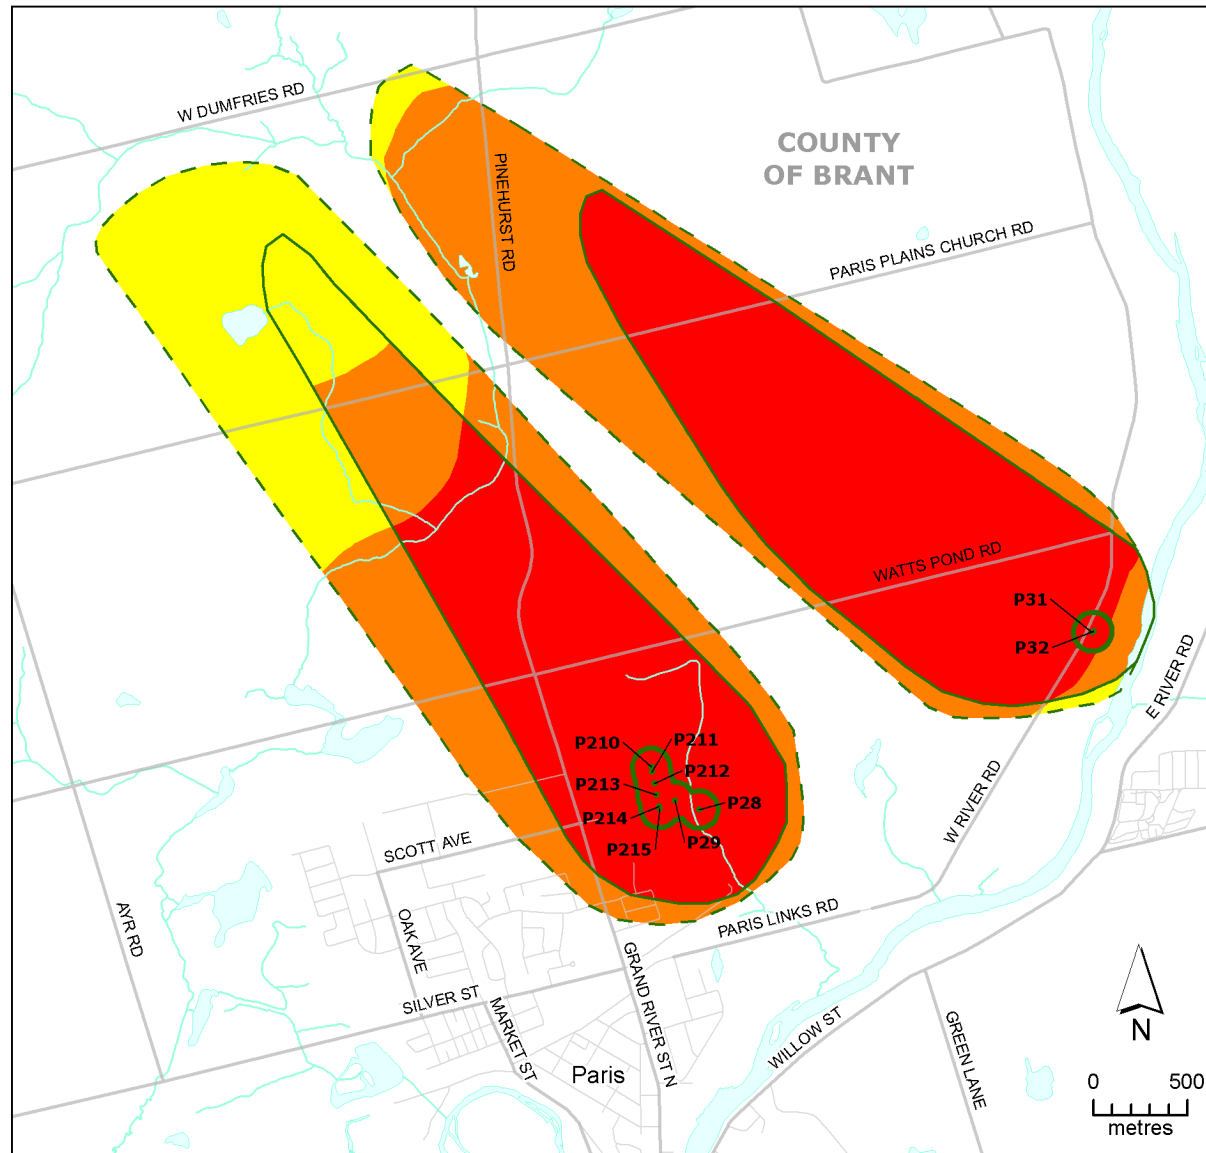 W DUMFRIES RD
COUNTY
OF BRANT
PINEHURST RD
PARIS PLAINS CHURCH RD
WATTS POND RD
P31
P32
E RIVER RD
P210
P211
P212
P213
P28
P214
P215
P29
W RIVER RD
SCOTT AVE
AYR RD
OAK AVE
PARIS LINKS RD
GRAND RIVER ST N
SILVER ST
MARKET ST
WILLOW ST
GREEN LANE
Paris
N
0 500
metres